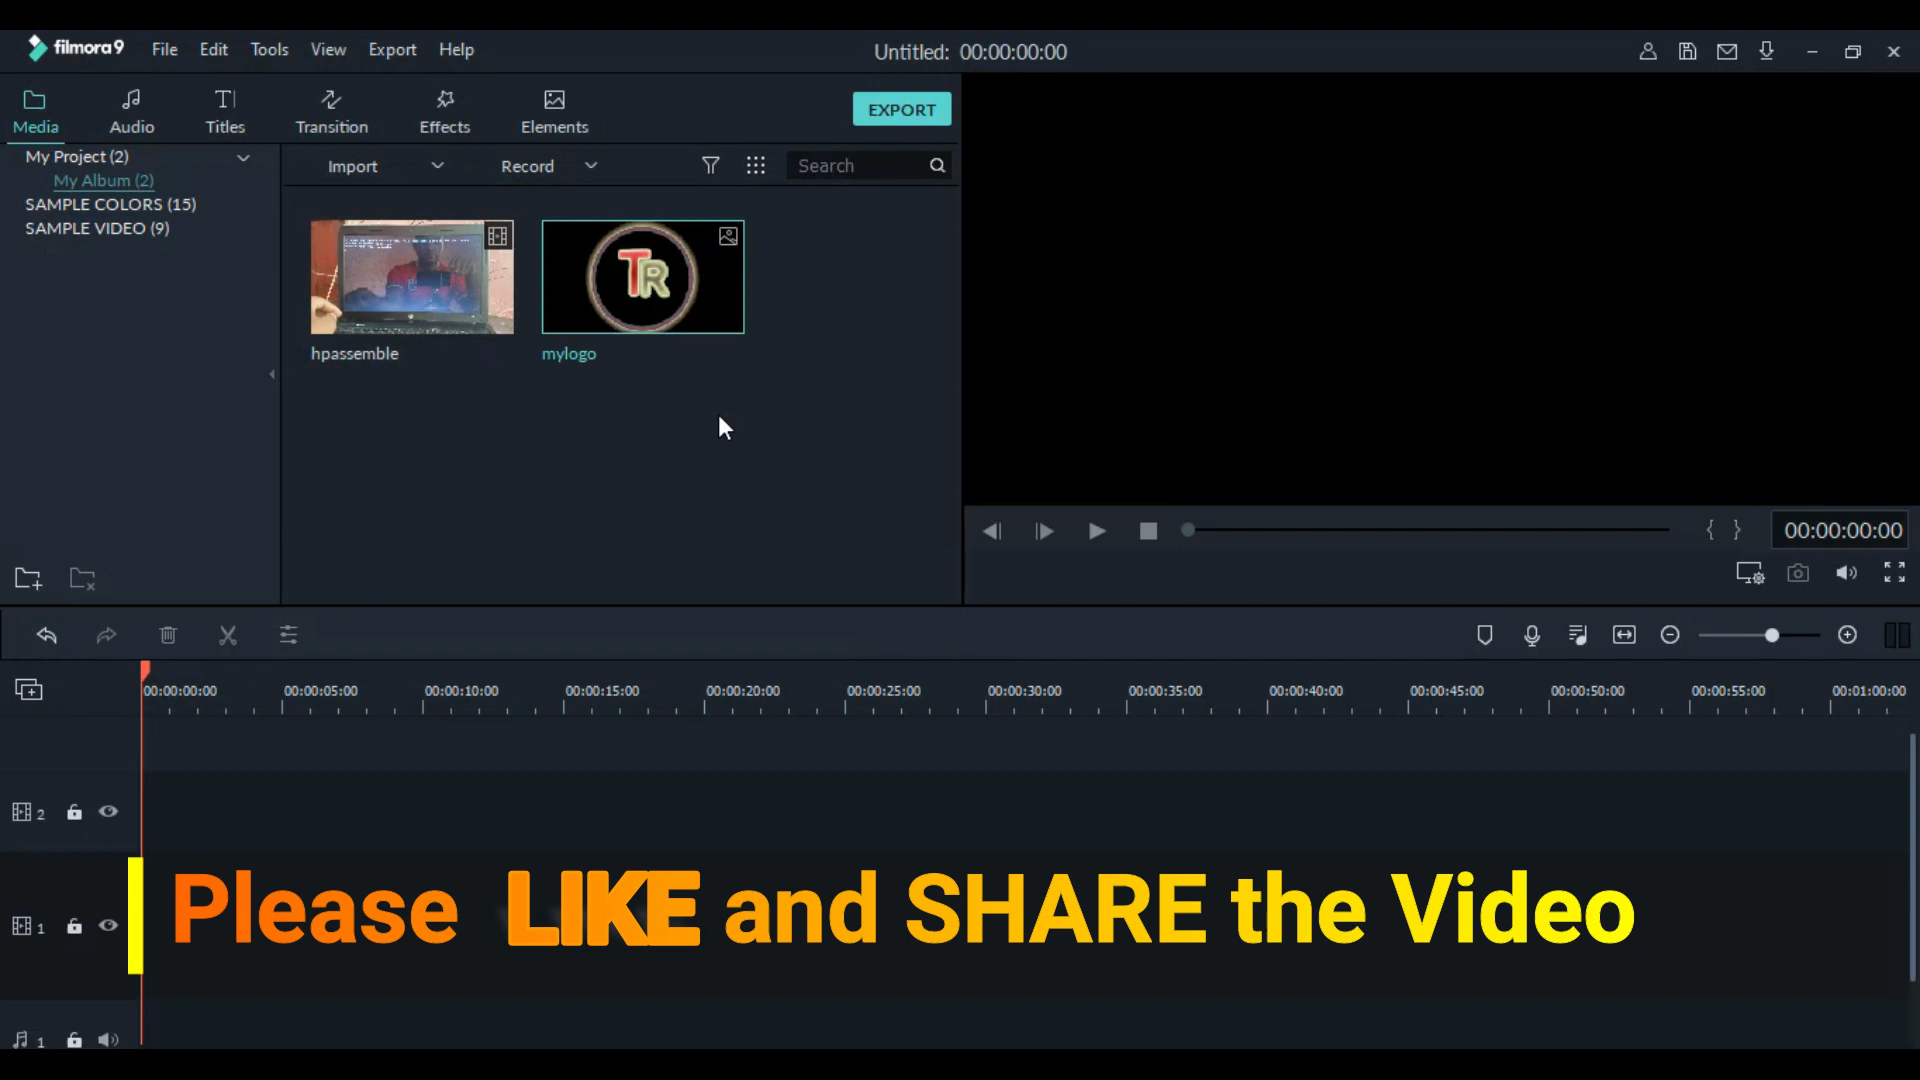 filmora9 File Edit Tools View Export Help Untitled: 00:00:00:00
Media Audio Titles Transition Effects Elements EXPORT
My Project (2)
My Album (2)
SAMPLE COLORS (15)
SAMPLE VIDEO (9)
Import Record Search
TR
hpassemble mylogo
{ } 00:00:00:00
00:00:00:00 00:00:05:00 00:00:10:00 00:00:15:00 00:00:20:00 00:00:25:00 00:00:30:00 00:00:35:00 00:00:40:00 00:00:45:00 00:00:50:00 00:00:55:00 00:01:00:00
2
1
Please LIKE and SHARE the Video
1